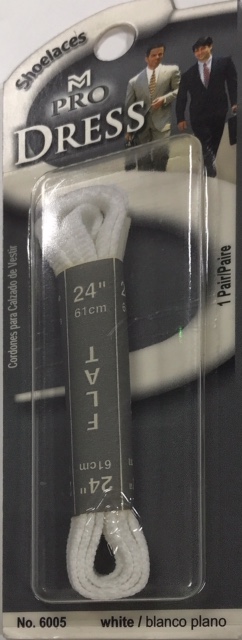 Shoelaces
M
PRO
DRESS
Cordones para Calzado de Vestir
1 Pair/Paire
24"
61cm
FLAT
24"
61cm
No. 6005
white / blanco plano